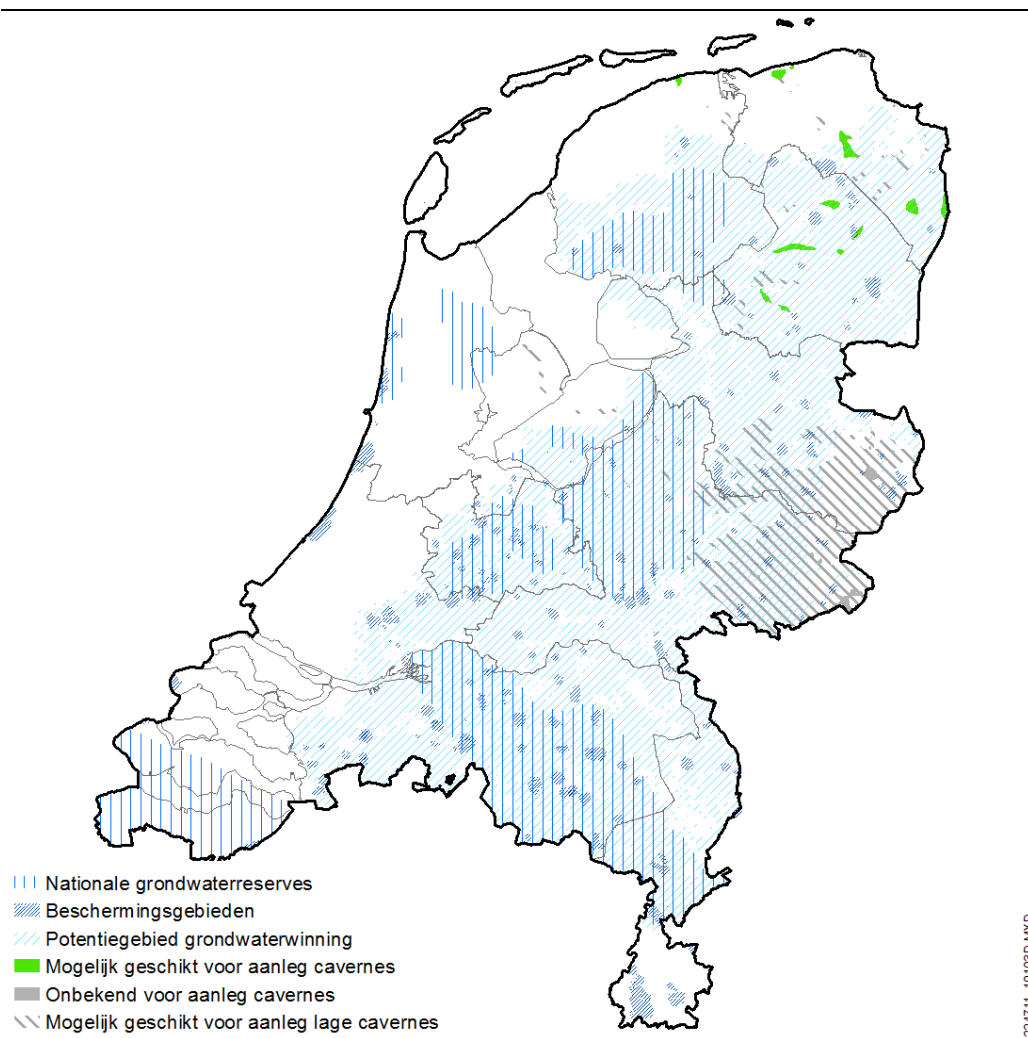 Nationale grondwaterreserves
Beschermingsgebieden
Potentiegebied grondwaterwinning
Mogelijk geschikt voor aanleg cavernes
Onbekend voor aanleg cavernes
Mogelijk geschikt voor aanleg lage cavernes